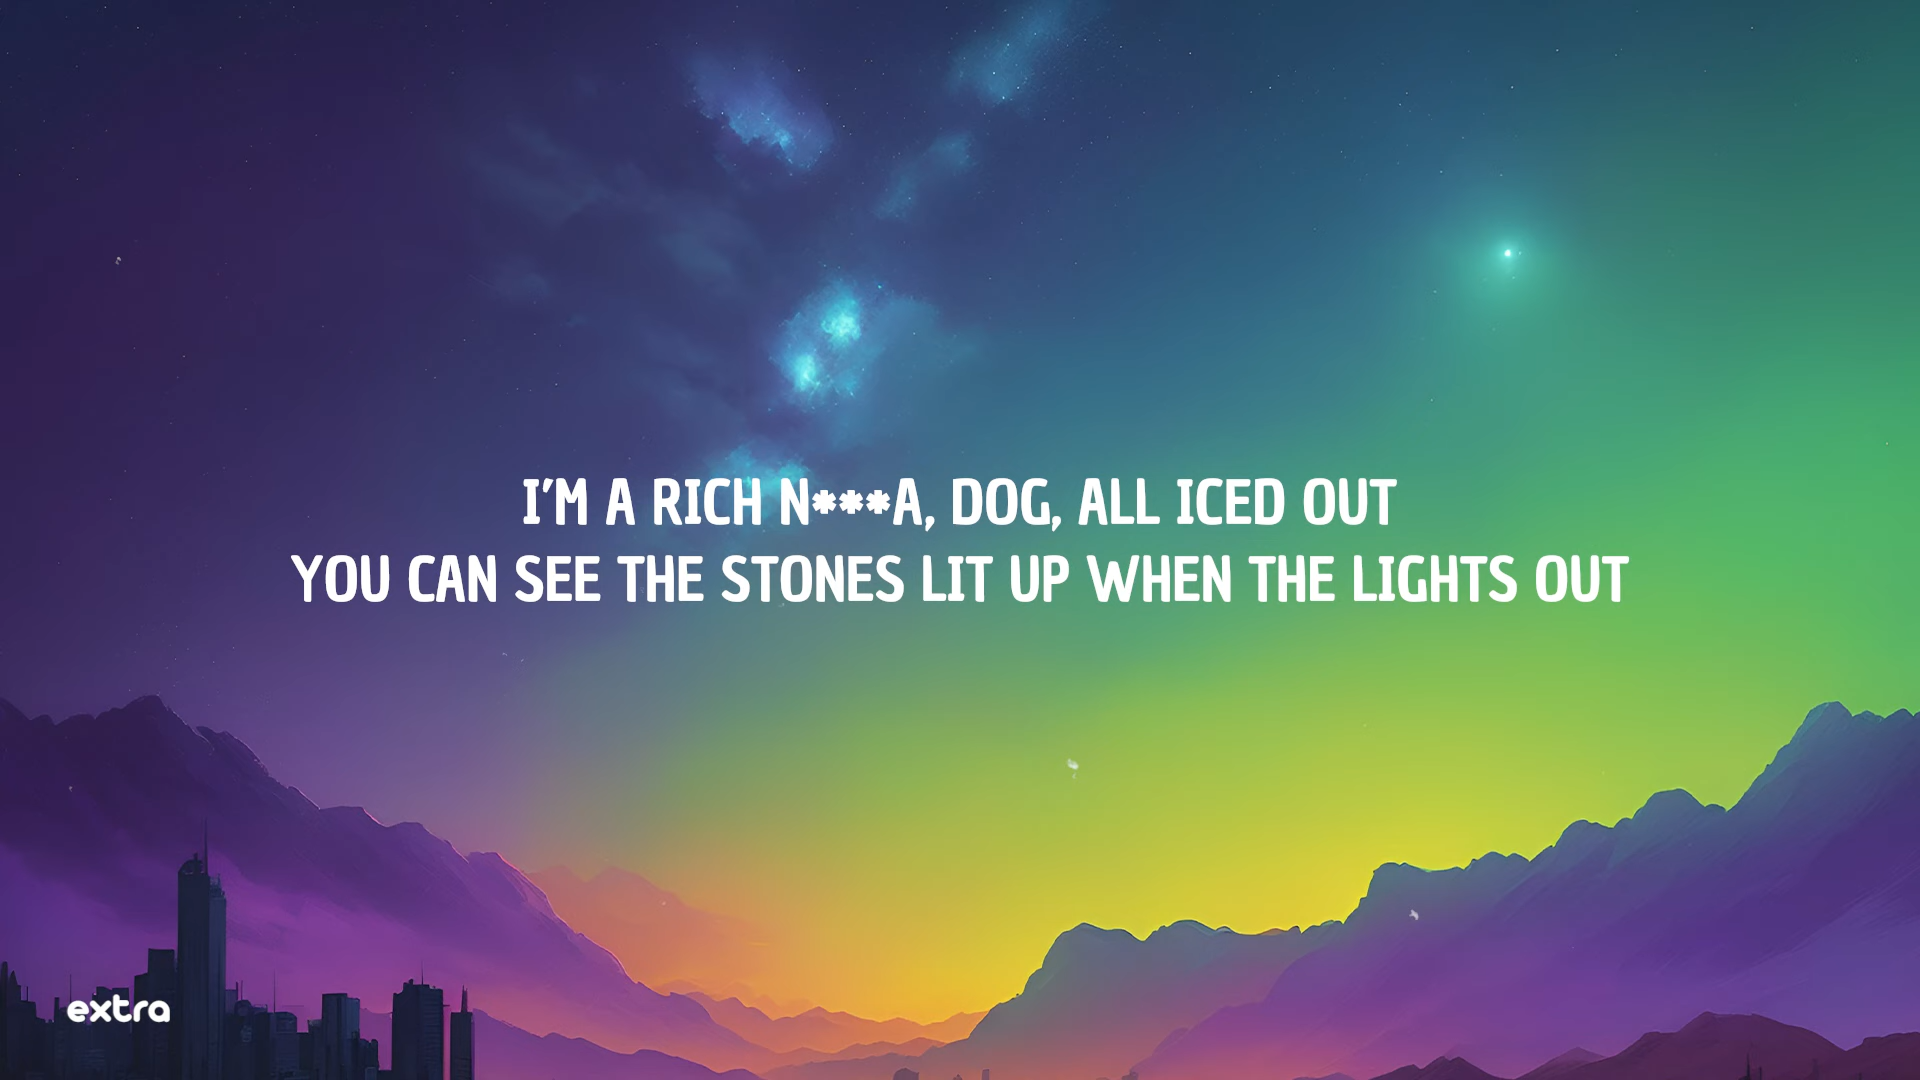 I'M A RICH N***A, DOG, ALL ICED OUT
YOU CAN SEE THE STONES LIT UP WHEN THE LIGHTS OUT
extra